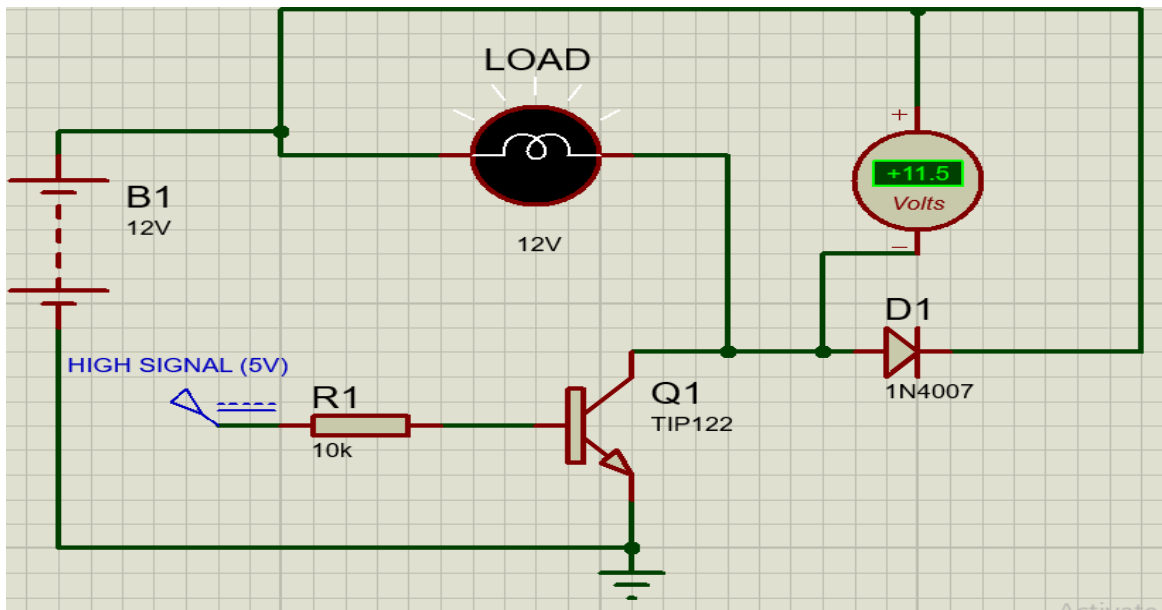 LOAD
12V
+
+11.5
Volts
−
B1
12V
HIGH SIGNAL (5V)
R1
10k
Q1
TIP122
D1
1N4007